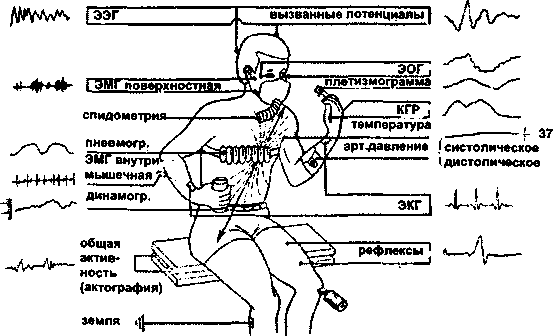 ЭЭГ
вызванные потенциалы
ЭОГ
ЭМГ поверхностная
плетизмограмма
КГР
спидометрия
температура
37
пневмогр.
арт.давление
систолическое
дистолическое
ЭМГ внутри
мышечная
динамогр.
ЭКГ
общая
актив-
ность
(актография)
рефлексы
земпя